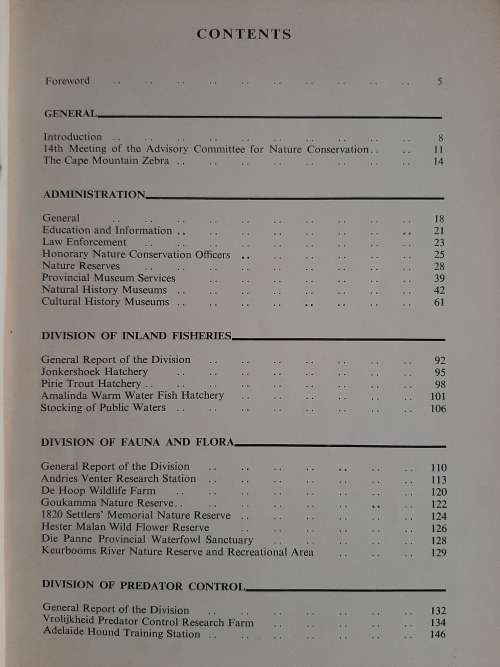 CONTENTS
Foreword .. .. .. .. .. .. .. .. .. .. 5
GENERAL
Introduction .. .. .. .. .. .. .. .. .. .. 8
14th Meeting of the Advisory Committee for Nature Conservation.. .. 11
The Cape Mountain Zebra .. .. .. .. .. .. .. .. 14
ADMINISTRATION
General .. .. .. .. .. .. .. .. .. .. 18
Education and Information .. .. .. .. .. .. .. .. 21
Law Enforcement .. .. .. .. .. .. .. .. .. 23
Honorary Nature Conservation Officers .. .. .. .. .. .. 25
Nature Reserves .. .. .. .. .. .. .. .. .. 28
Provincial Museum Services .. .. .. .. .. .. .. 39
Natural History Museums .. .. .. .. .. .. .. .. 42
Cultural History Museums .. .. .. .. .. .. .. .. 61
DIVISION OF INLAND FISHERIES
General Report of the Division .. .. .. .. .. .. .. 92
Jonkershoek Hatchery .. .. .. .. .. .. .. .. 95
Pirie Trout Hatchery .. .. .. .. .. .. .. .. .. 98
Amalinda Warm Water Fish Hatchery .. .. .. .. .. .. 101
Stocking of Public Waters .. .. .. .. .. .. .. .. 106
DIVISION OF FAUNA AND FLORA
General Report of the Division .. .. .. .. .. .. .. 110
Andries Venter Research Station .. .. .. .. .. .. .. 113
De Hoop Wildlife Farm .. .. .. .. .. .. .. .. 120
Goukamma Nature Reserve .. .. .. .. .. .. .. .. 122
1820 Settlers' Memorial Nature Reserve .. .. .. .. .. .. 124
Hester Malan Wild Flower Reserve .. .. .. .. .. .. 126
Die Panne Provincial Waterfowl Sanctuary .. .. .. .. .. 128
Keurbooms River Nature Reserve and Recreational Area .. .. .. 129
DIVISION OF PREDATOR CONTROL
General Report of the Division .. .. .. .. .. .. .. 132
Vrolijkheid Predator Control Research Farm .. .. .. .. .. 134
Adelaide Hound Training Station .. .. .. .. .. .. .. 146